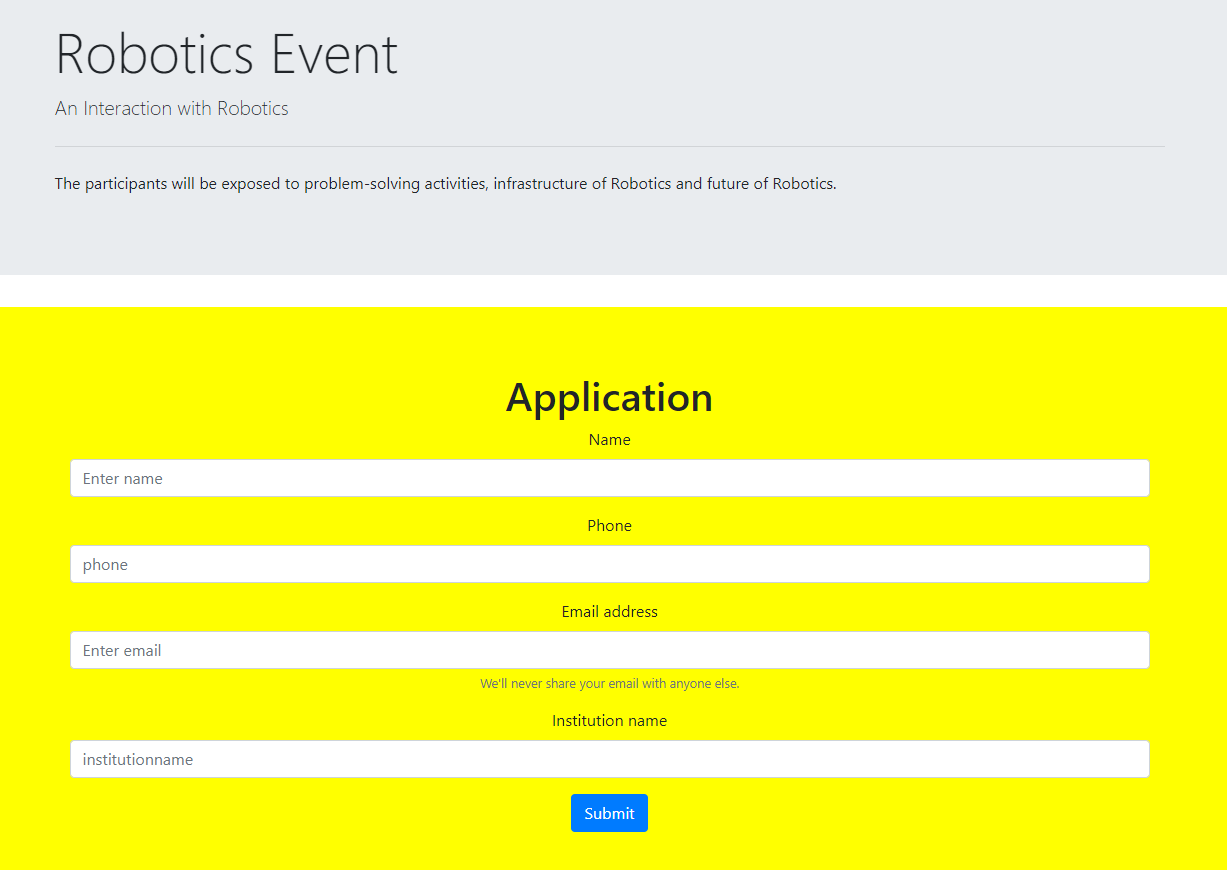 Robotics Event
An Interaction with Robotics
The participants will be exposed to problem-solving activities, infrastructure of Robotics and future of Robotics.
Application
Name
Enter name
Phone
phone
Email address
Enter email
We'll never share your email with anyone else.
Institution name
institutionname
Submit